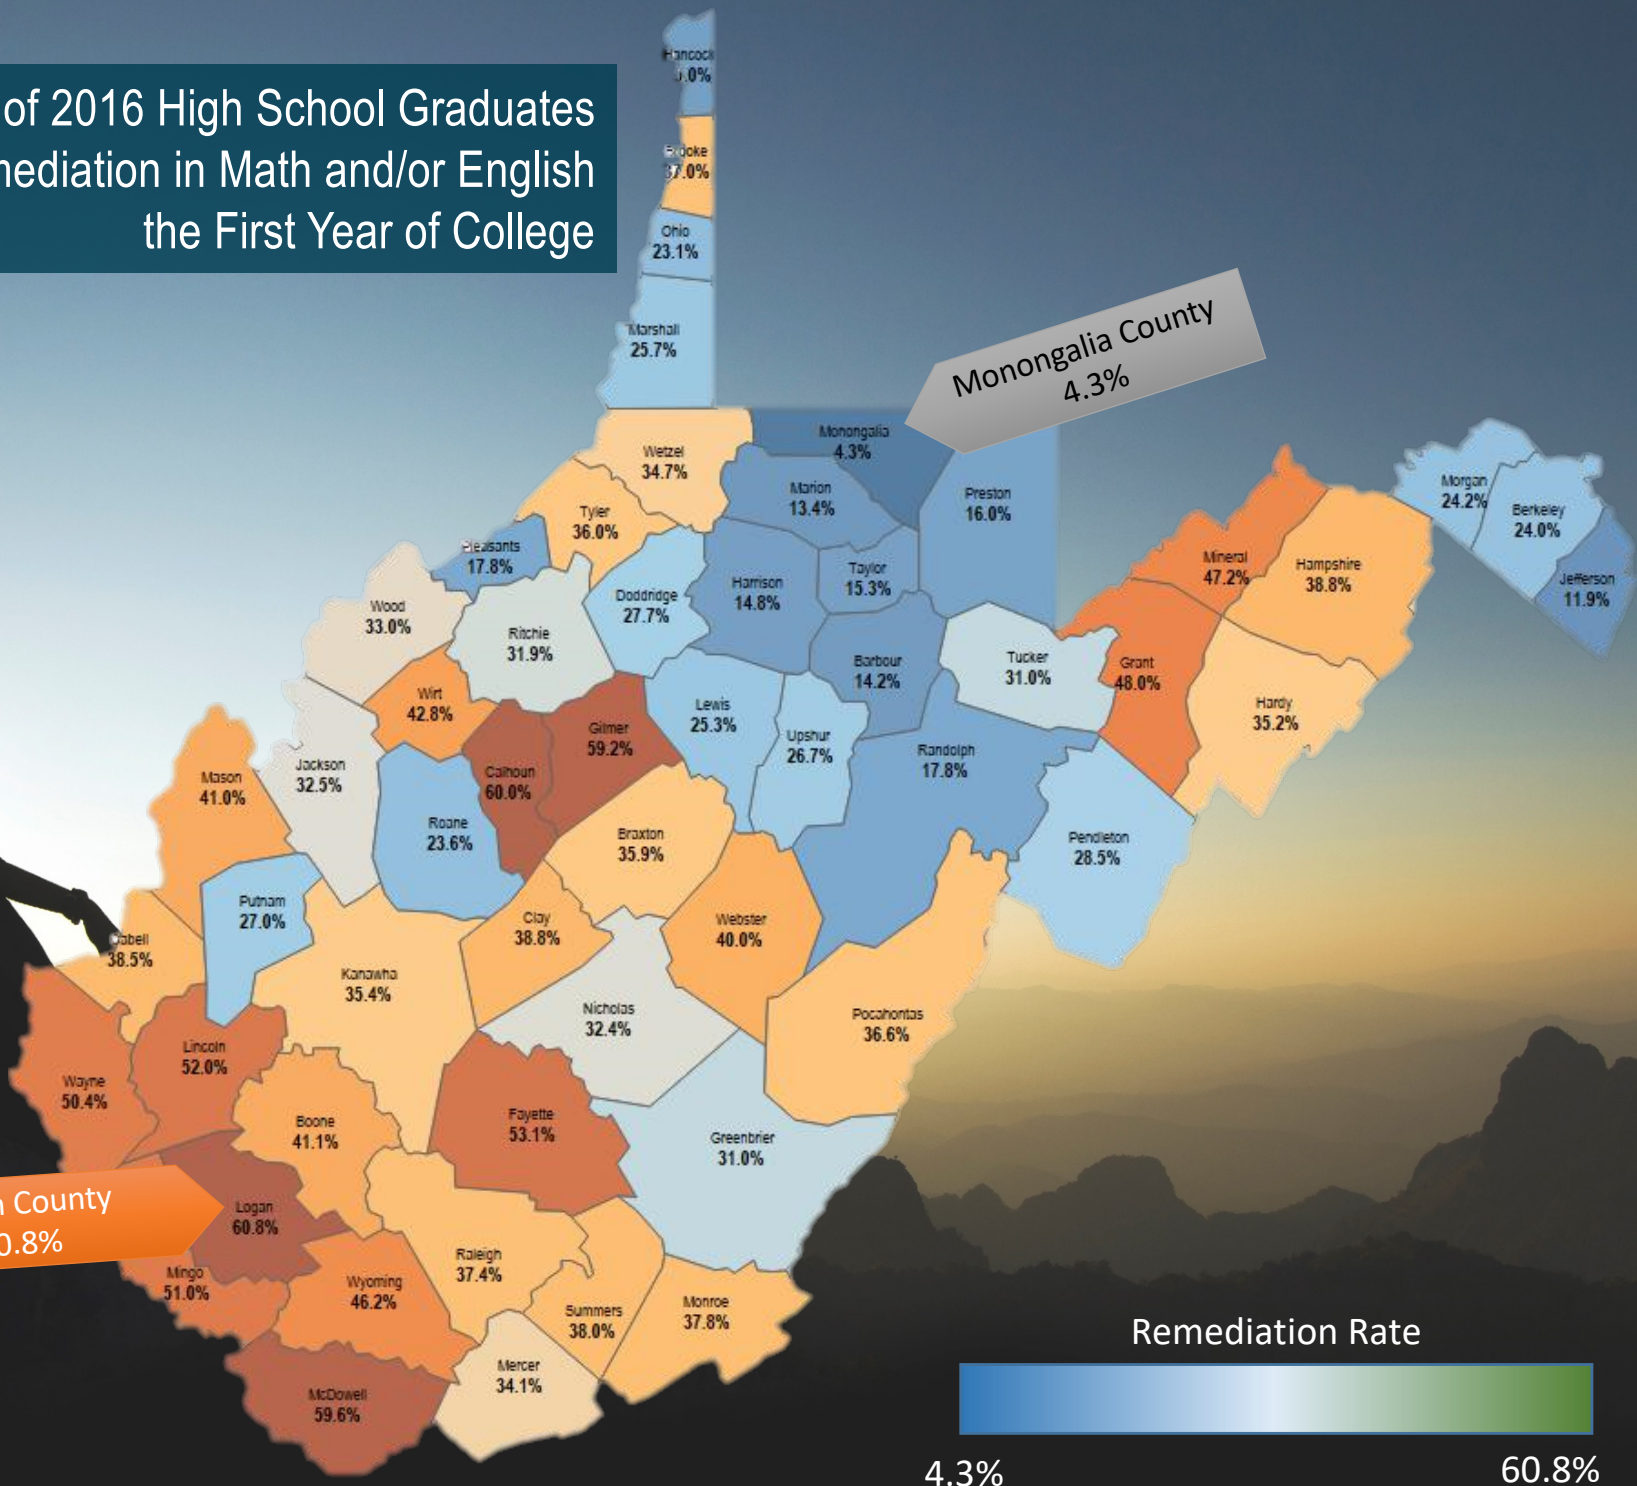 of 2016 High School Graduates
mediation in Math and/or English
the First Year of College
Hancock
.0%
Brooke
37.0%
Ohio
23.1%
Marshall
25.7%
Monongalia County
4.3%
Wetzel
34.7%
Monongalia
4.3%
Marion
13.4%
Preston
16.0%
Tyler
36.0%
Pleasants
17.8%
Doddridge
27.7%
Harrison
14.8%
Taylor
15.3%
Mineral
47.2%
Hampshire
38.8%
Morgan
24.2%
Berkeley
24.0%
Jefferson
11.9%
Wood
33.0%
Ritchie
31.9%
Barbour
14.2%
Tucker
31.0%
Grant
48.0%
Hardy
35.2%
Wirt
42.8%
Gilmer
59.2%
Lewis
25.3%
Upshur
26.7%
Randolph
17.8%
Mason
41.0%
Jackson
32.5%
Calhoun
60.0%
Roane
23.6%
Braxton
35.9%
Pendleton
28.5%
Putnam
27.0%
Cabell
38.5%
Clay
38.8%
Webster
40.0%
Kanawha
35.4%
Nicholas
32.4%
Pocahontas
36.6%
Lincoln
52.0%
Wayne
50.4%
Boone
41.1%
Fayette
53.1%
Greenbrier
31.0%
n County
0.8%
Logan
60.8%
Mingo
51.0%
Wyoming
46.2%
Raleigh
37.4%
Summers
38.0%
Monroe
37.8%
Mercer
34.1%
McDowell
59.6%
Remediation Rate
4.3%
60.8%